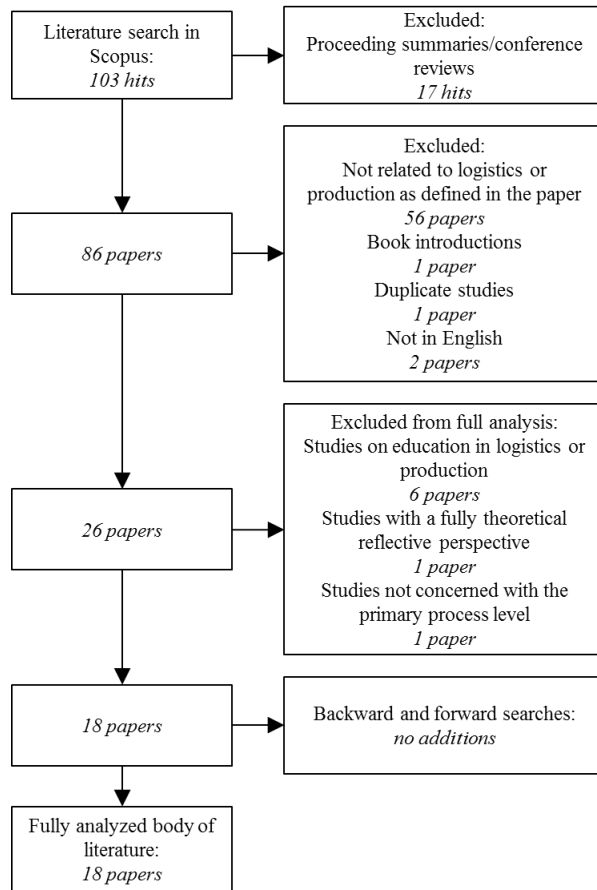 Literature search in
Scopus:
103 hits
Excluded:
Proceeding summaries/conference
reviews
17 hits
86 papers
Excluded:
Not related to logistics or
production as defined in the paper
56 papers
Book introductions
1 paper
Duplicate studies
1 paper
Not in English
2 papers
26 papers
Excluded from full analysis:
Studies on education in logistics or
production
6 papers
Studies with a fully theoretical
reflective perspective
1 paper
Studies not concerned with the
primary process level
1 paper
18 papers
Backward and forward searches:
no additions
Fully analyzed body of
literature:
18 papers